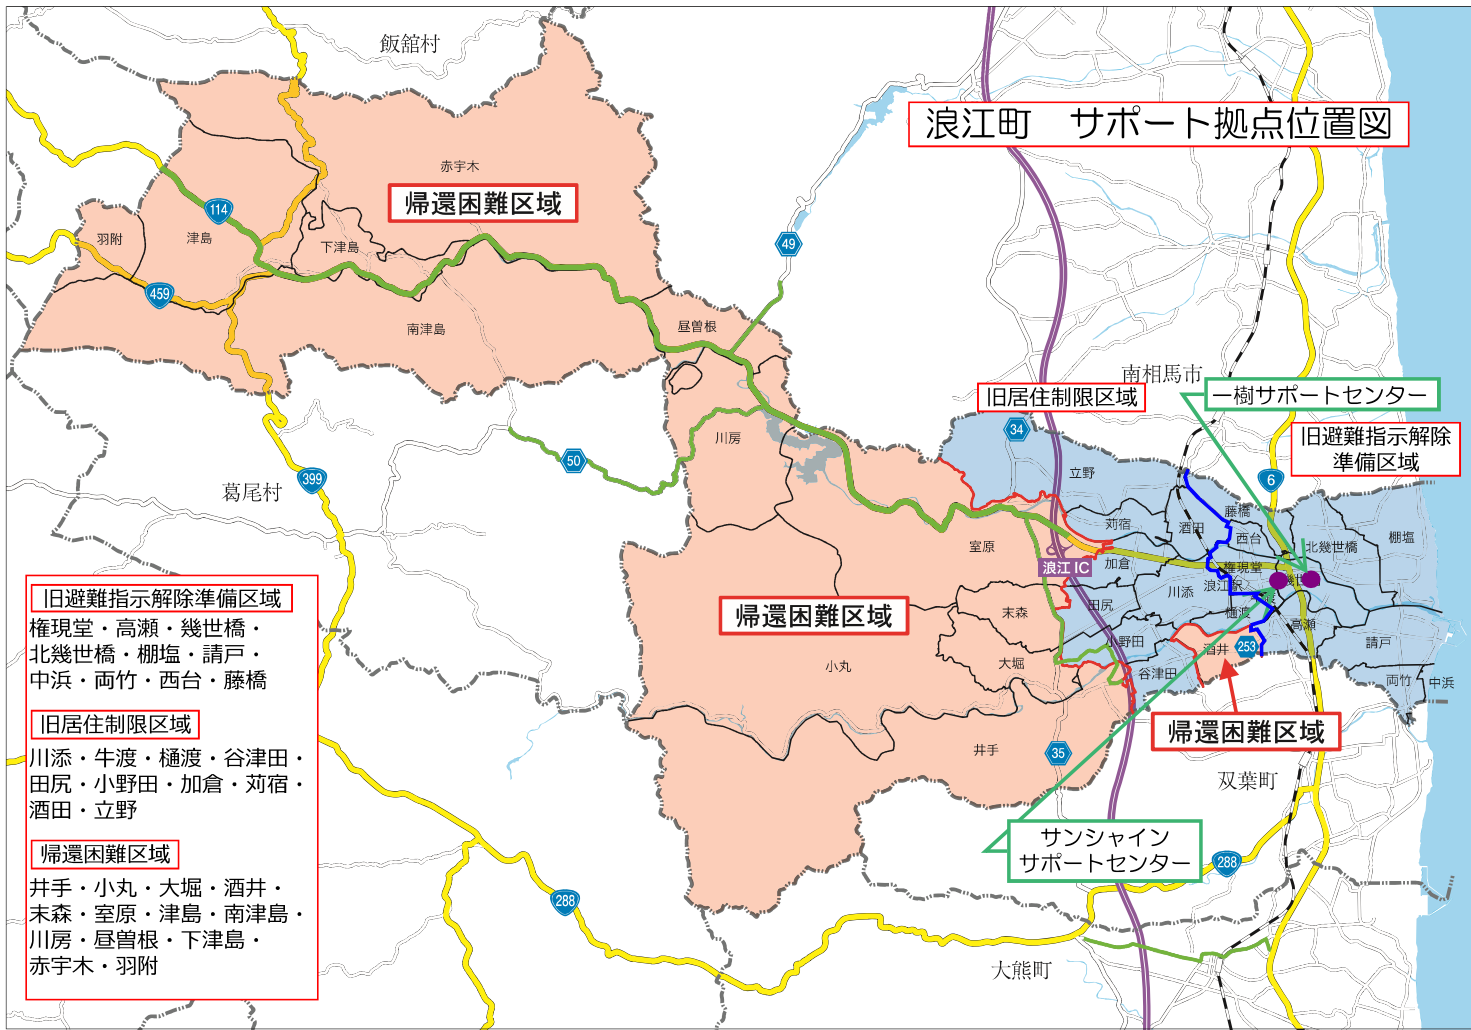 飯舘村
浪江町　サポート拠点位置図
赤宇木
帰還困難区域
114
羽附
津島
下津島
49
459
南津島
昼曽根
南相馬市
一樹サポートセンター
旧居住制限区域
旧避難指示解除
準備区域
34
川房
50
立野
6
399
葛尾村
藤橋
苅宿
酒田
西台
棚塩
北幾世橋
室原
加倉
権現堂
浪江IC
浪江駅
川添
田尻
帰還困難区域
末森
樋渡
高瀬
小野田
酒井
253
請戸
小丸
大堀
谷津田
両竹
中浜
帰還困難区域
井手
35
双葉町
サンシャイン
サポートセンター
288
288
大熊町
旧避難指示解除準備区域
権現堂・高瀬・幾世橋・
北幾世橋・棚塩・請戸・
中浜・両竹・西台・藤橋
旧居住制限区域
川添・牛渡・樋渡・谷津田・
田尻・小野田・加倉・苅宿・
酒田・立野
帰還困難区域
井手・小丸・大堀・酒井・
末森・室原・津島・南津島・
川房・昼曽根・下津島・
赤宇木・羽附